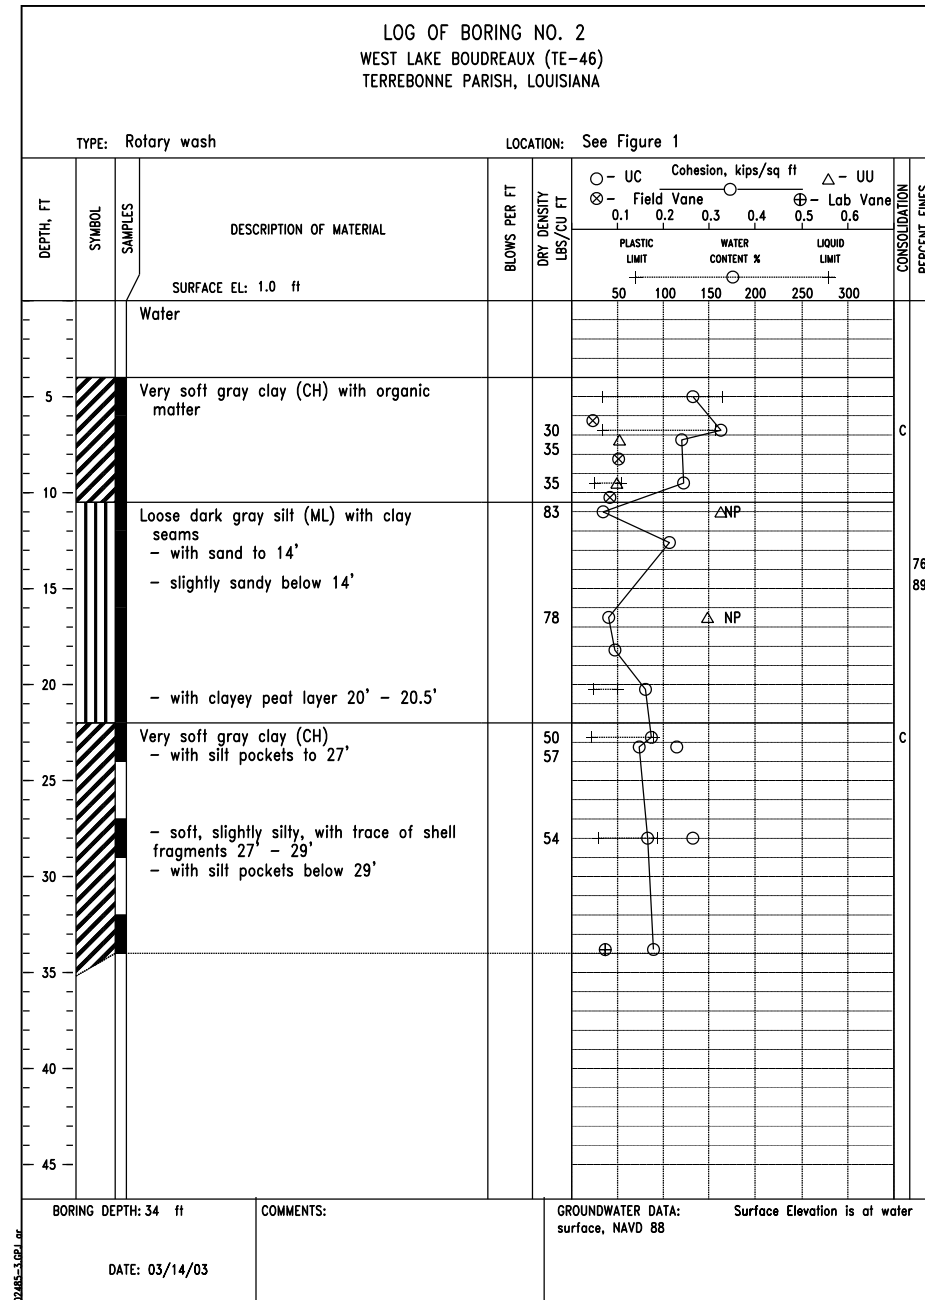 LOG OF BORING NO. 2
WEST LAKE BOUDREAUX (TE-46)
TERREBONNE PARISH, LOUISIANA
TYPE: Rotary wash
LOCATION: See Figure 1
DEPTH, FT
SYMBOL
SAMPLES
DESCRIPTION OF MATERIAL
SURFACE EL: 1.0 ft
BLOWS PER FT
DRY DENSITY
LBS/CU FT
Cohesion, kips/sq ft
- UC
- UU
- Field Vane
- Lab Vane
0.1 0.2 0.3 0.4 0.5 0.6
PLASTIC LIMIT
WATER CONTENT %
LIQUID LIMIT
50 100 150 200 250 300
CONSOLIDATION
PERCENT FINES
Water
5
Very soft gray clay (CH) with organic
matter
30
C
35
35
10
83
NP
Loose dark gray silt (ML) with clay
seams
- with sand to 14'
76
15
- slightly sandy below 14'
89
78
NP
20
- with clayey peat layer 20' - 20.5'
Very soft gray clay (CH)
50
C
- with silt pockets to 27'
57
25
- soft, slightly silty, with trace of shell
54
fragments 27' - 29'
- with silt pockets below 29'
30
35
40
45
BORING DEPTH: 34 ft
DATE: 03/14/03
COMMENTS:
GROUNDWATER DATA: Surface Elevation is at water
surface, NAVD 88